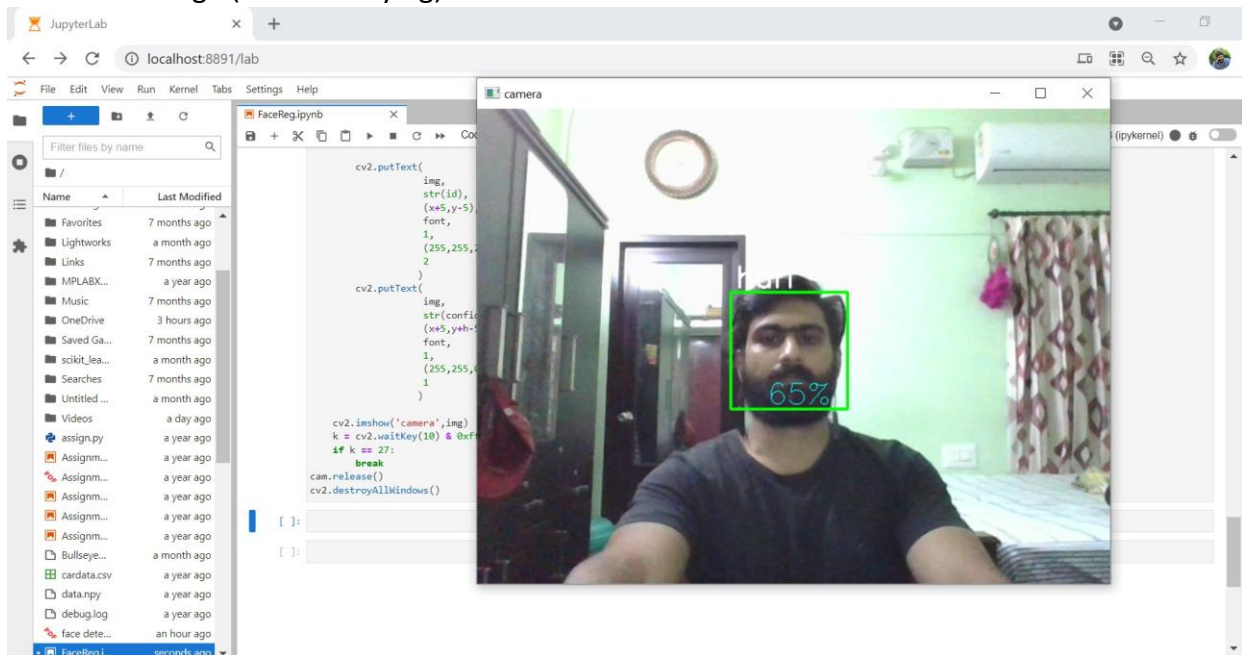 JupyterLab
localhost:8891/lab
File Edit View Run Kernel Tabs Settings Help
FaceReg.ipynb
camera
(ipykernel)
Filter files by name
/
Name Last Modified
Favorites 7 months ago
Lightworks a month ago
Links 7 months ago
MPLABX... a year ago
Music 7 months ago
OneDrive 3 hours ago
Saved Ga... 7 months ago
scikit_lea... a month ago
Searches 7 months ago
Untitled ... a month ago
Videos a day ago
assign.py a year ago
Assignm... a year ago
Assignm... a year ago
Assignm... a year ago
Assignm... a year ago
Assignm... a year ago
Bullseye... a month ago
cardata.csv a year ago
data.npy a year ago
debug.log a year ago
face dete... an hour ago
FaceReg.i... seconds ago
cv2.putText(
img,
str(id),
(x+5,y-5)
font,
1,
(255,255,
2
)
cv2.putText(
img,
str(confi
(x+5,y+h-
font,
1,
(255,255,
1
)
cv2.imshow('camera',img)
k = cv2.waitKey(10) & 0xf
if k == 27:
break
cam.release()
cv2.destroyAllWindows()
[ ]:
[ ]:
65%